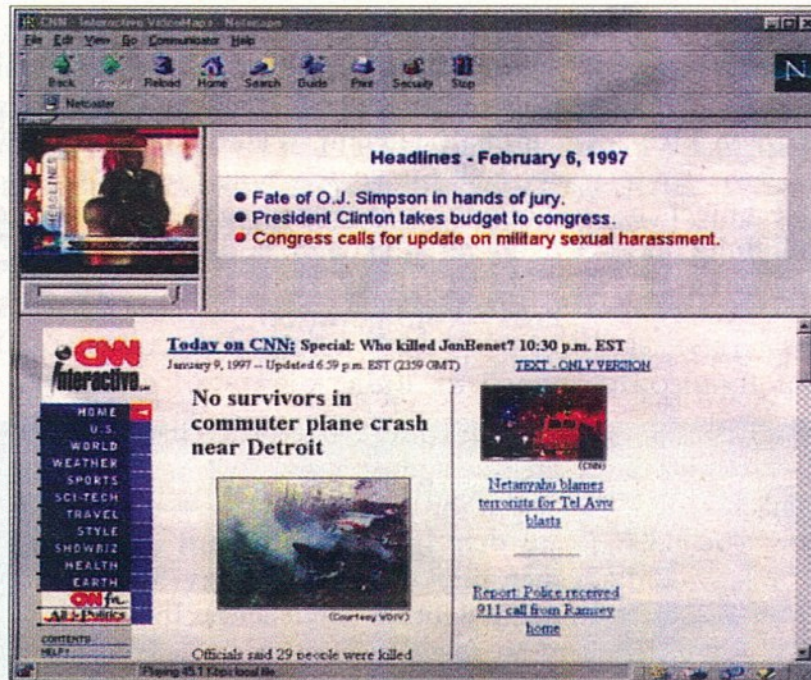 CNN - Interactive VideoMaps - Netscape
File Edit View Go Communicator Help
Back Forward Reload Home Search Guide Print Security Stop
N
Netcaster
HEADLINES
Headlines - February 6, 1997
Fate of O.J. Simpson in hands of jury.
President Clinton takes budget to congress.
Congress calls for update on military sexual harassment.
CNN
Interactive
Today on CNN: Special: Who killed JonBenet? 10:30 p.m. EST
January 9, 1997 -- Updated 6:59 p.m. EST (2359 GMT)
TEXT - ONLY VERSION
HOME
U.S.
WORLD
WEATHER
SPORTS
SCI-TECH
TRAVEL
STYLE
SHOWBIZ
HEALTH
EARTH
CNN fn
All Politics
CONTENTS
HELP!
No survivors in
commuter plane crash
near Detroit
(Courtesy WDIV)
Officials said 29 people were killed
(CNN)
Netanyahu blames
terrorists for Tel Aviv
blasts
Report: Police received
911 call from Ramsey
home
Playing 45.1 Kbps local file